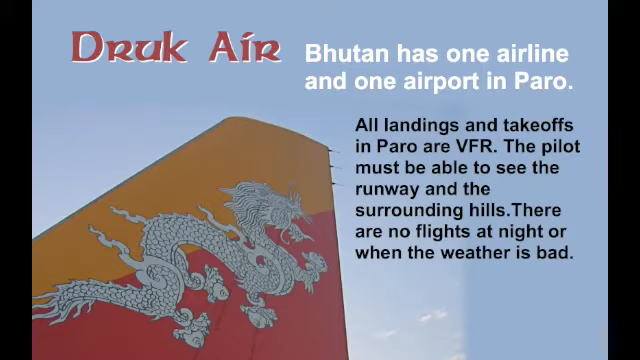 Druk Air
Bhutan has one airline
and one airport in Paro.
All landings and takeoffs
in Paro are VFR. The pilot
must be able to see the
runway and the
surrounding hills.There
are no flights at night or
when the weather is bad.